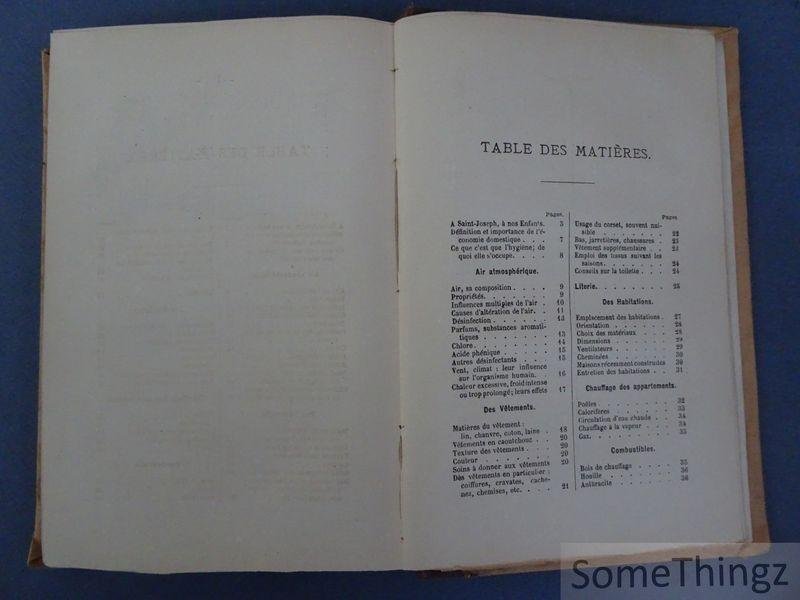 TABLE DES MATIÈRES.
Pages.
A Saint-Joseph, à nos Enfants. 3
Définition et importance de l'é-
conomie domestique . . . 7
Ce que c'est que l'hygiène; de
quoi elle s'occupe. . . . 8
Air atmosphérique.
Air, sa composition . . . . 9
Propriétés. . . . . . . . 9
Influences multiples de l'air . 10
Causes d'altération de l'air. . 11
Désinfection . . . . . . . 13
Parfums, substances aromati-
tiques . . . . . . . . 13
Chlore. . . . . . . . . 14
Acide phénique . . . . . . 15
Autres désinfectants . . . . 15
Vent, climat : leur influence
sur l'organisme humain. . . 16
Chaleur excessive, froid intense
ou trop prolongé; leurs effets 17
Des Vêtements.
Matières du vêtement :
lin, chanvre, coton, laine . 18
Vêtements en caoutchouc . . 20
Texture des vêtements . . . 20
Couleur . . . . . . . . 20
Soins à donner aux vêtements 20
Des vêtements en particulier :
coiffures, cravates, cache-
nez, chemises, etc. . . . . 21
Pages
Usage du corset, souvent nui-
sible . . . . . . . . 22
Bas, jarretières, chaussures . 23
Vêtement supplémentaire . . 23
Emploi des tissus suivant les
saisons. . . . . . . . 24
Conseils sur la toilette . . . 24
Literie. . . . . . . . . 25
Des Habitations.
Emplacement des habitations . 27
Orientation . . . . . . . 28
Choix des matériaux . . . 28
Dimensions . . . . . . . 29
Ventilateurs . . . . . . . 29
Cheminées . . . . . . . 30
Maisons récemment construites 30
Entretien des habitations . . 31
Chauffage des appartements.
Poêles . . . . . . . . . 32
Calorifères . . . . . . . 33
Circulation d'eau chaude . . 34
Chauffage à la vapeur . . . 34
Gaz. . . . . . . . . . 35
Combustibles.
Bois de chauffage . . . . . 35
Houille . . . . . . . . 36
Anthracite . . . . . . . 36
SomeThingz